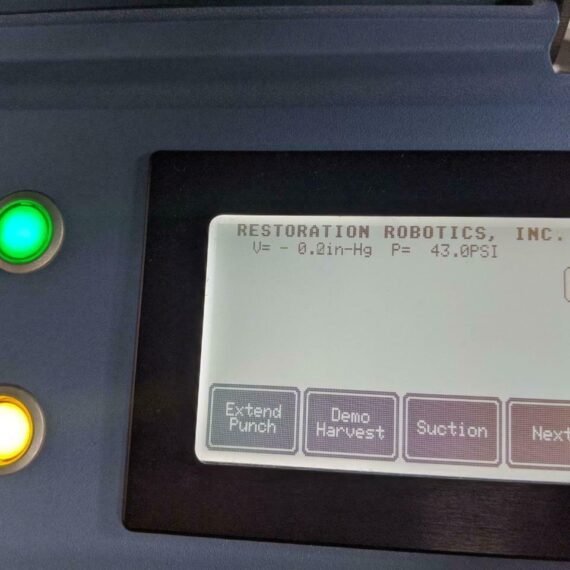 RESTORATION ROBOTICS, INC.
V= - 0.2in-Hg P= 43.0PSI
Extend
Punch
Demo
Harvest
Suction
Next